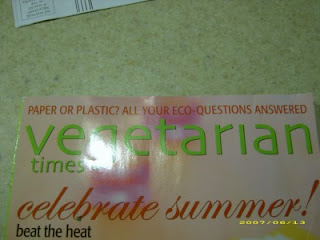 PAPER OR PLASTIC? ALL YOUR ECO-QUESTIONS ANSWERED
vegetarian
times
celebrate summer!
beat the heat
2007/06/13